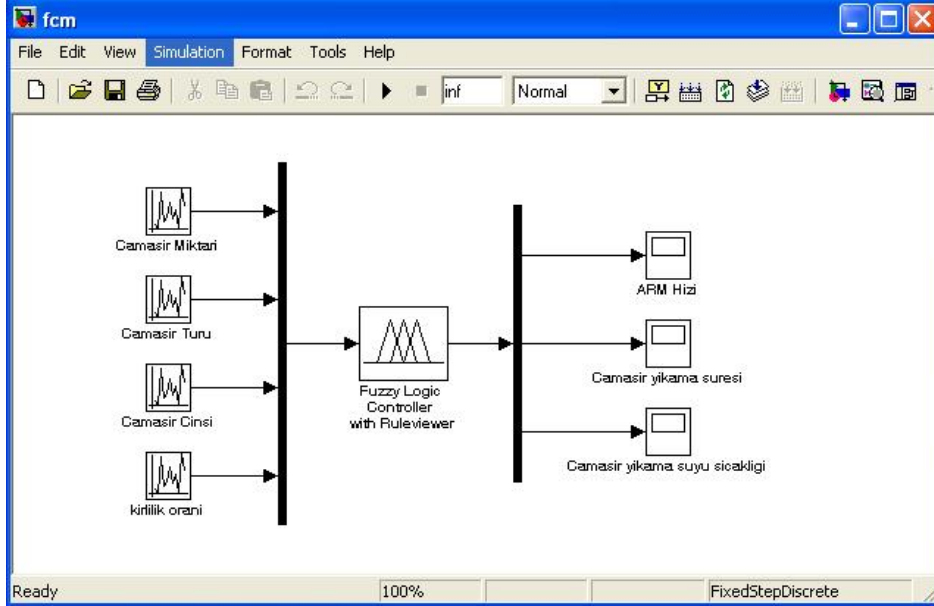 fcm
File Edit View Simulation Format Tools Help
inf Normal
Camasir Miktari
Camasir Turu
Camasir Cinsi
kirlilik orani
Fuzzy Logic
Controller
with Ruleviewer
ARM Hizi
Camasir yikama suresi
Camasir yikama suyu sicakligi
Ready 100% FixedStepDiscrete